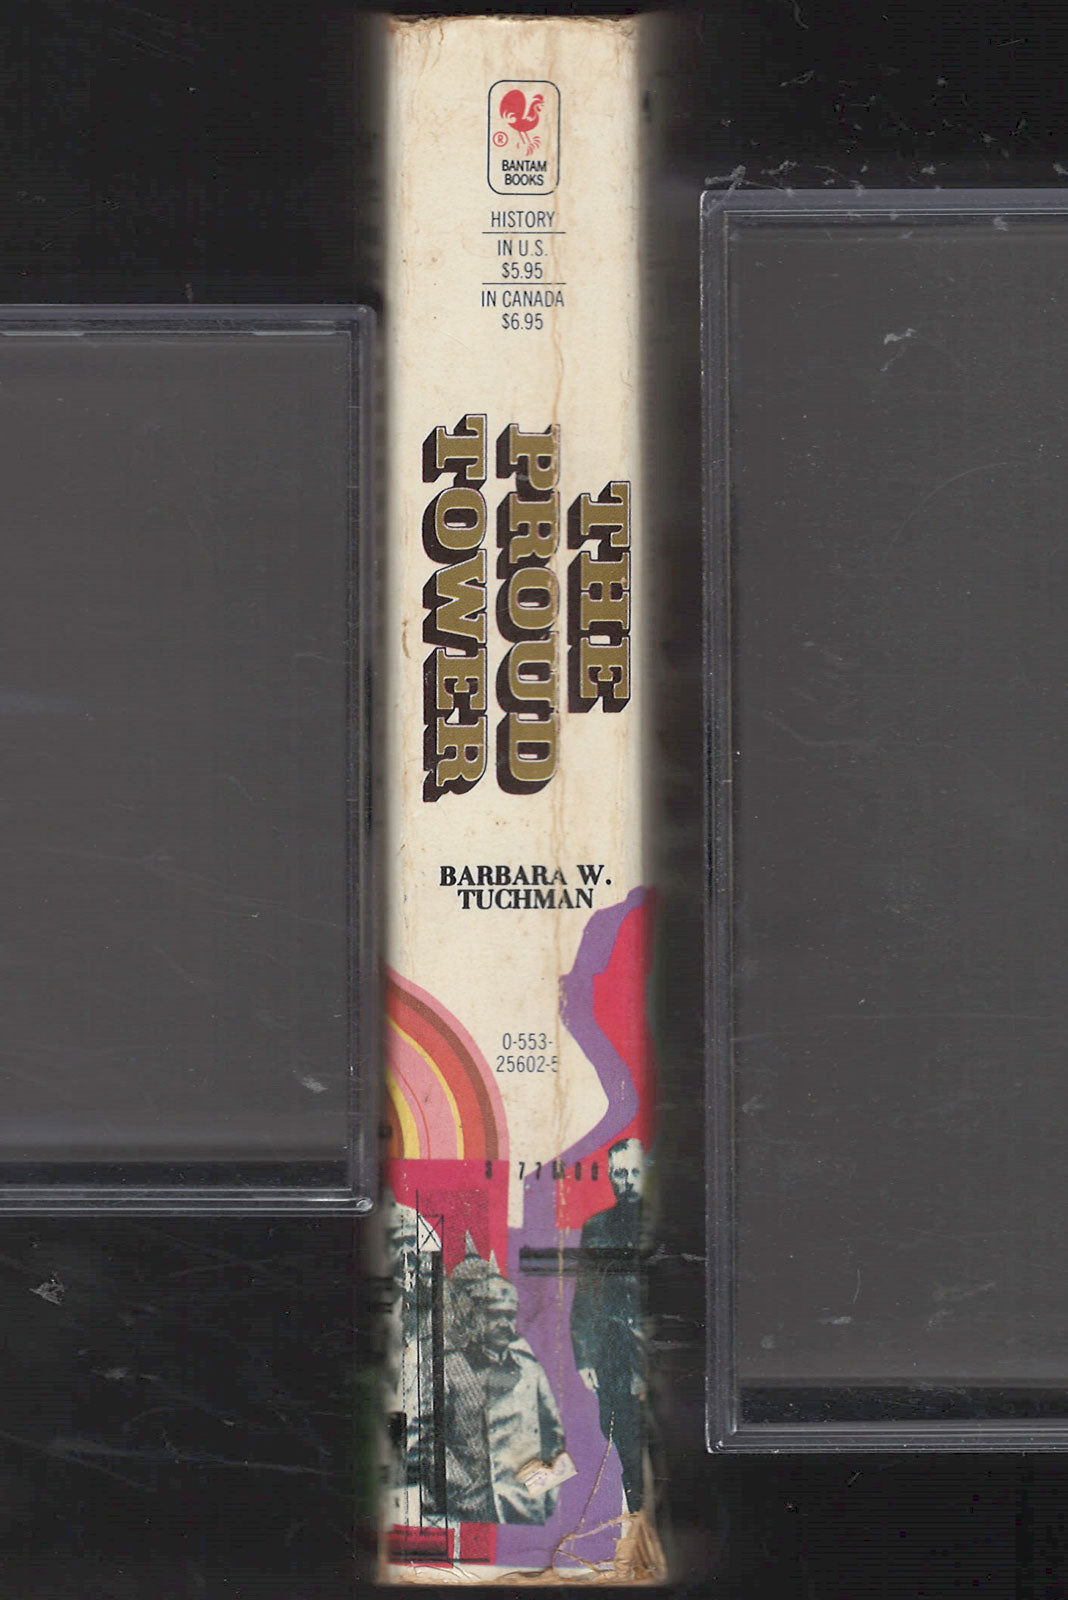 ®
BANTAM
BOOKS
HISTORY
IN U.S.
$5.95
IN CANADA
$6.95
THE
PROUD
TOWER
BARBARA W.
TUCHMAN
0-553-
25602-5